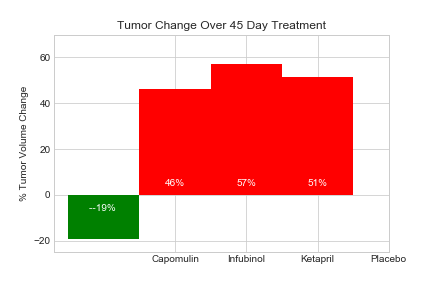 Tumor Change Over 45 Day Treatment
% Tumor Volume Change
60
40
20
0
−20
--19%
46%
57%
51%
Capomulin
Infubinol
Ketapril
Placebo